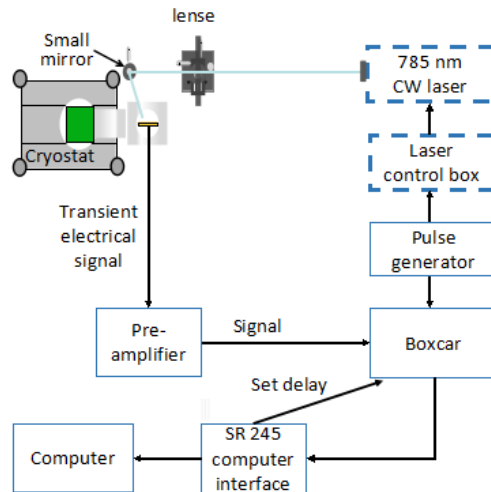 lense
Small
mirror
785 nm
CW laser
Cryostat
Laser
control box
Transient
electrical
signal
Pulse
generator
Pre-
amplifier
Signal
Boxcar
Set delay
Computer
SR 245
computer
interface